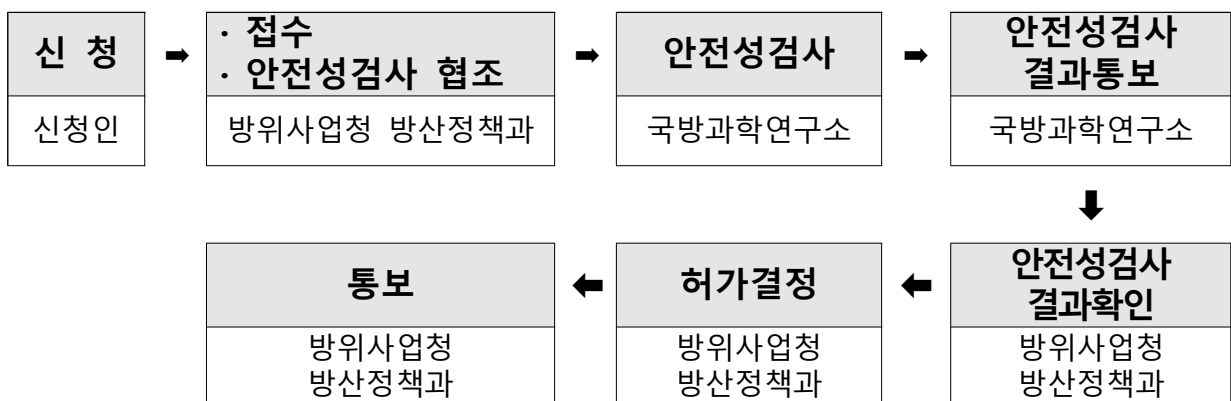 신 청
신청인
➡
· 접수
· 안전성검사 협조
방위사업청 방산정책과
➡
안전성검사
국방과학연구소
➡
안전성검사
결과통보
국방과학연구소
⬇
안전성검사
결과확인
방위사업청
방산정책과
⬅
허가결정
방위사업청
방산정책과
⬅
통보
방위사업청
방산정책과